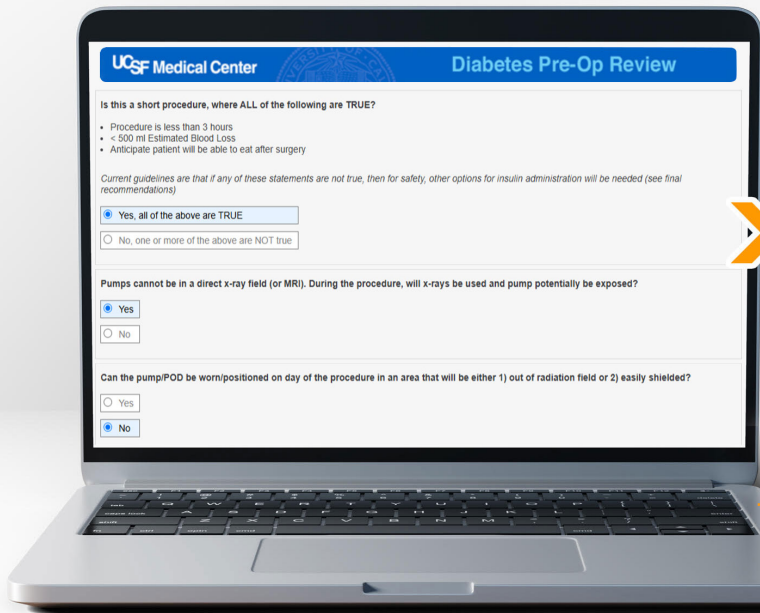 UCSF Medical Center
Diabetes Pre-Op Review
Is this a short procedure, where ALL of the following are TRUE?
• Procedure is less than 3 hours
• < 500 ml Estimated Blood Loss
• Anticipate patient will be able to eat after surgery
Current guidelines are that if any of these statements are not true, then for safety, other options for insulin administration will be needed (see final
recommendations)
Yes, all of the above are TRUE
No, one or more of the above are NOT true
Pumps cannot be in a direct x-ray field (or MRI). During the procedure, will x-rays be used and pump potentially be exposed?
Yes
No
Can the pump/POD be worn/positioned on day of the procedure in an area that will be either 1) out of radiation field or 2) easily shielded?
Yes
No